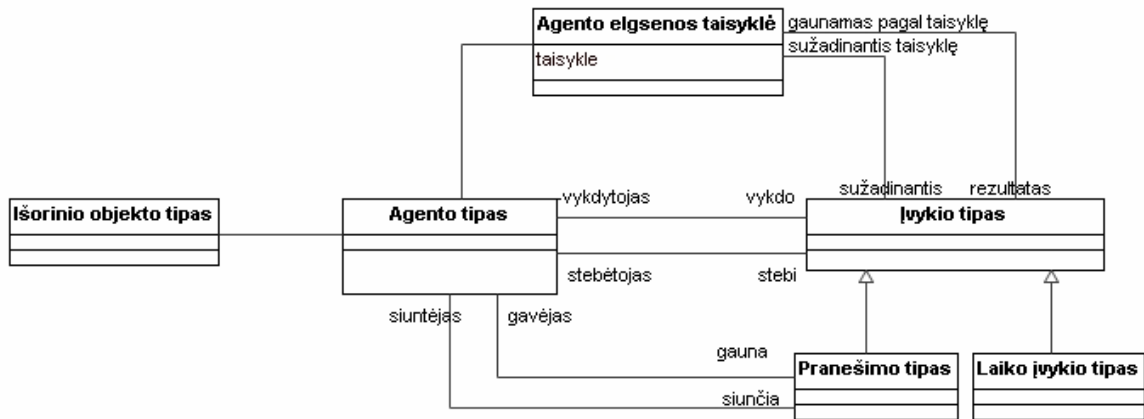 Agento elgsenos taisyklė
gaunamas pagal taisyklę
sužadinantis taisyklę
taisykle
sužadinantis rezultatas
Išorinio objekto tipas
Agento tipas
vykdytojas
vykdo
Įvykio tipas
stebėtojas
stebi
siuntėjas
gavėjas
gauna
Pranešimo tipas
Laiko įvykio tipas
siunčia